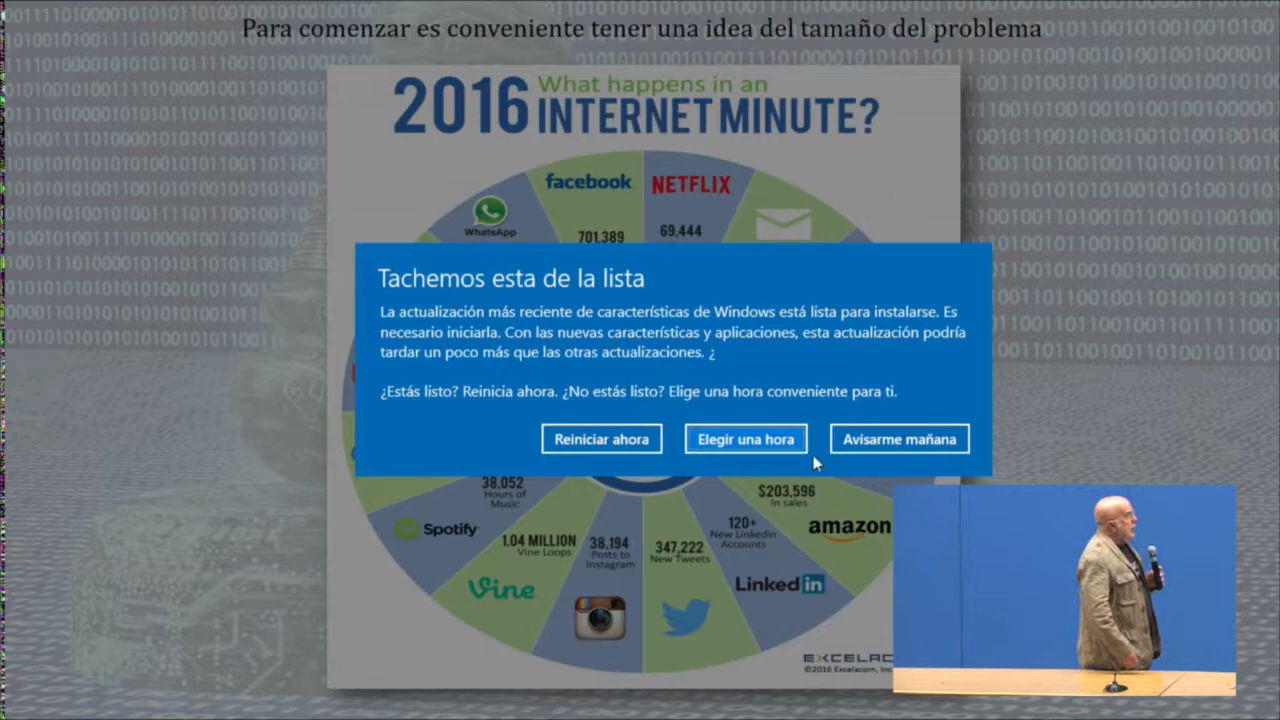 Para comenzar es conveniente tener una idea del tamaño del problema
2016 What happens in an
INTERNET MINUTE?
facebook
NETFLIX
WhatsApp
701,389
69,444
Tachemos esta de la lista
La actualización más reciente de características de Windows está lista para instalarse. Es
necesario iniciarla. Con las nuevas características y aplicaciones, esta actualización podría
tardar un poco más que las otras actualizaciones. ¿
¿Estás listo? Reinicia ahora. ¿No estás listo? Elige una hora conveniente para ti.
Reiniciar ahora
Elegir una hora
Avisarme mañana
38,052
Hours of
Music
Spotify
1.04 MILLION
Vine Loops
Vine
38,194
Posts to
Instagram
347,222
New Tweets
120+
New Linkedin
Accounts
Linkedin
$203,596
In sales
amazon
EXCELAC
©2016 Excelacom, Inc